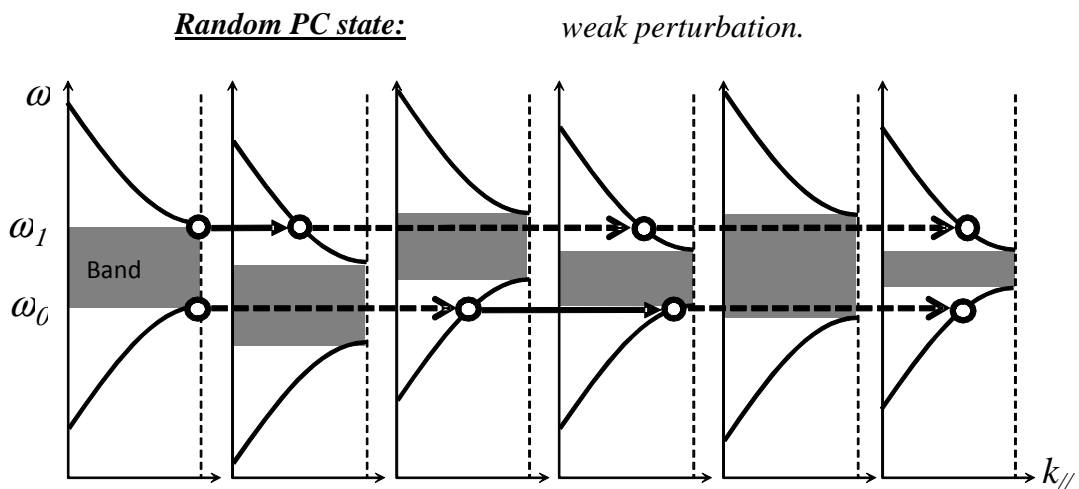 Random PC state: weak perturbation.
ω
ω1
Band
ω0
k//